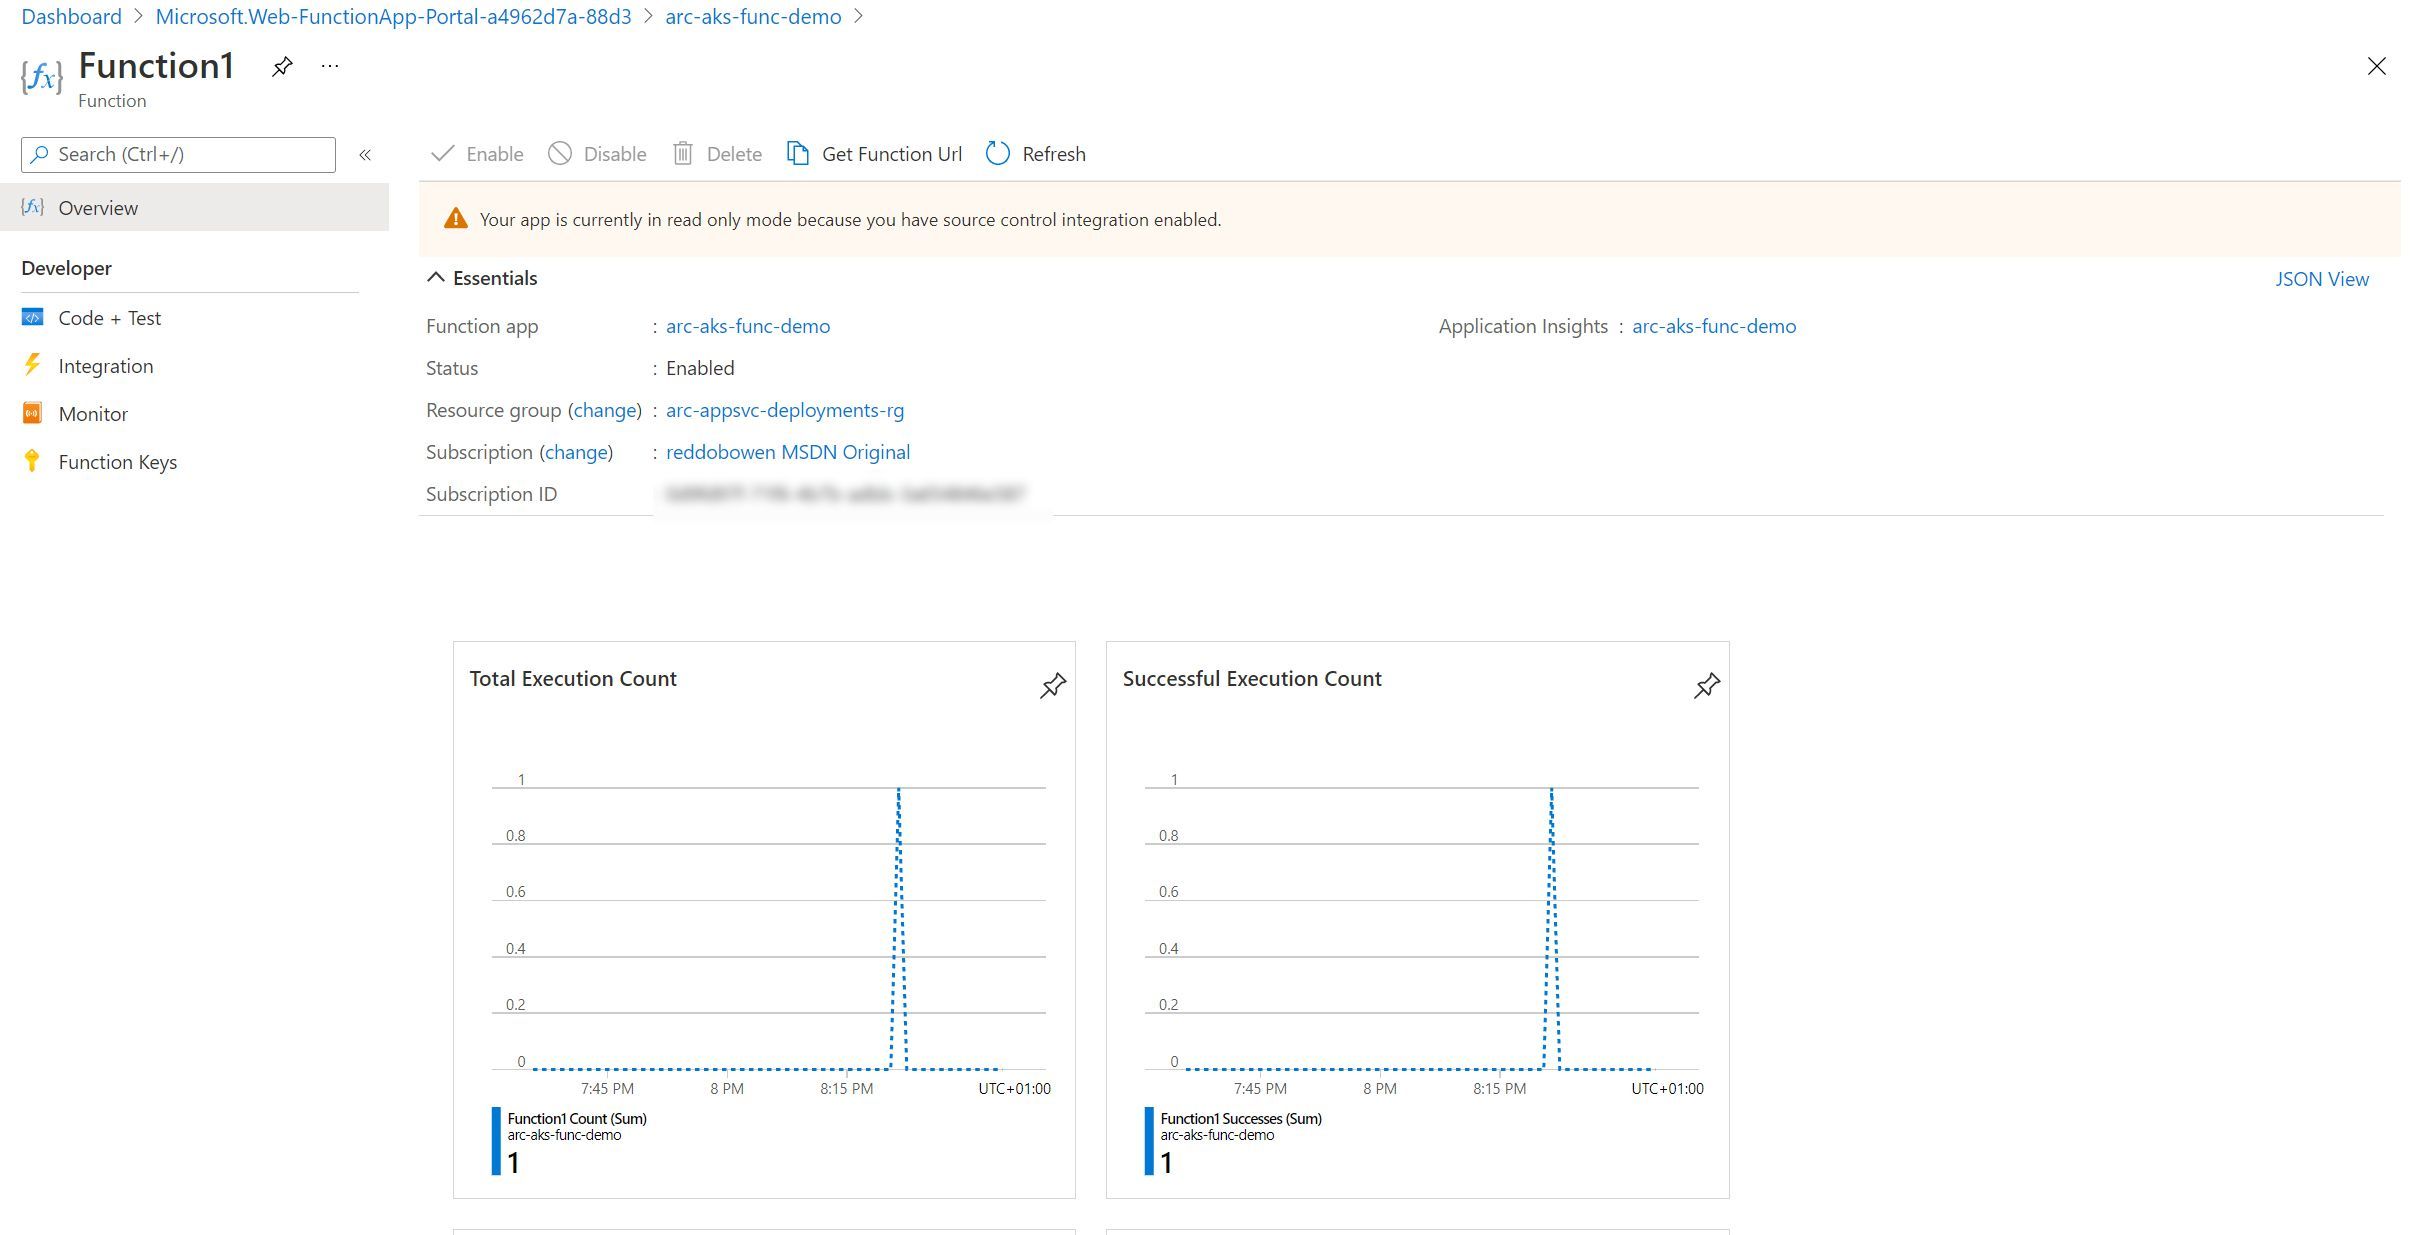 Dashboard > Microsoft.Web-FunctionApp-Portal-a4962d7a-88d3 > arc-aks-func-demo >
{fx} Function1 ...
Function
Search (Ctrl+/) «
Enable Disable Delete Get Function Url Refresh
{fx} Overview
Your app is currently in read only mode because you have source control integration enabled.
Developer
Code + Test
Integration
Monitor
Function Keys
Essentials JSON View
Function app : arc-aks-func-demo Application Insights : arc-aks-func-demo
Status : Enabled
Resource group (change) : arc-appsvc-deployments-rg
Subscription (change) : reddobowen MSDN Original
Subscription ID
Total Execution Count
1
0.8
0.6
0.4
0.2
0
7:45 PM 8 PM 8:15 PM UTC+01:00
Function1 Count (Sum)
arc-aks-func-demo
1
Successful Execution Count
1
0.8
0.6
0.4
0.2
0
7:45 PM 8 PM 8:15 PM UTC+01:00
Function1 Successes (Sum)
arc-aks-func-demo
1